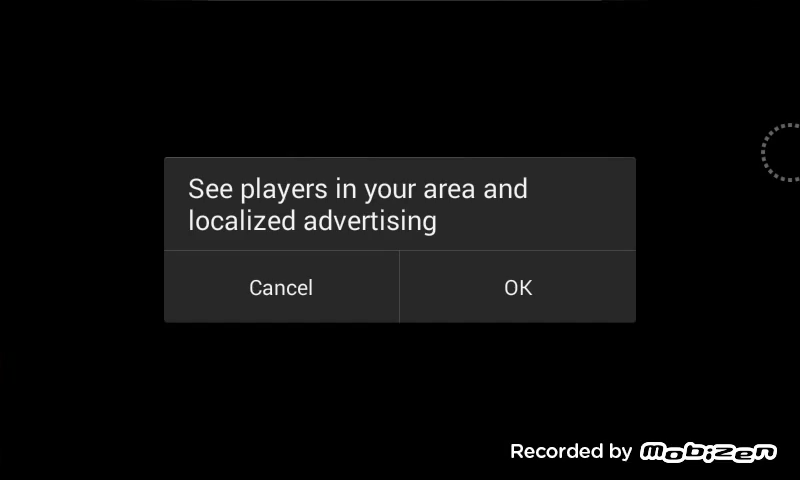 See players in your area and
localized advertising
Cancel
OK
Recorded by mobizen